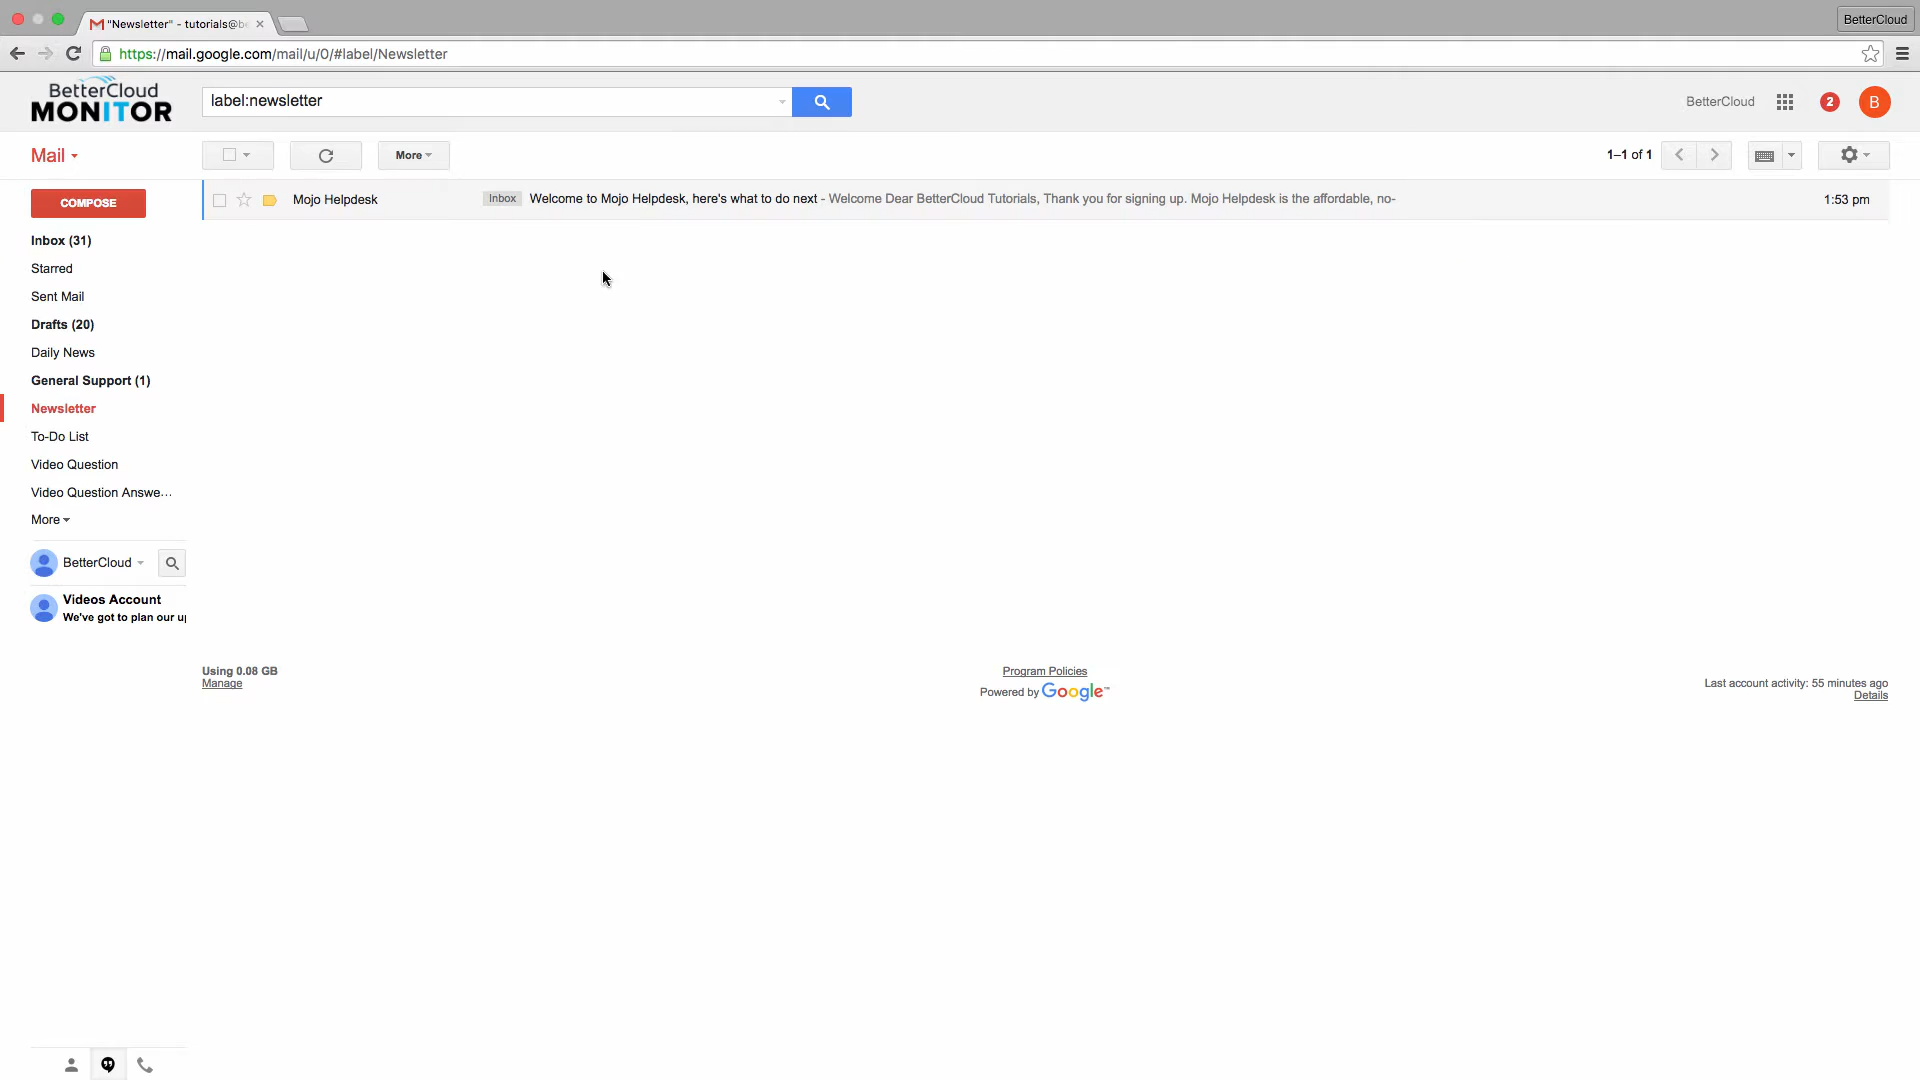 "Newsletter" - tutorials@be
BetterCloud
https://mail.google.com/mail/u/0/#label/Newsletter
BetterCloud
MONITOR
label:newsletter
BetterCloud
2
B
Mail
More
1–1 of 1
COMPOSE
Mojo Helpdesk
Inbox
Welcome to Mojo Helpdesk, here's what to do next - Welcome Dear BetterCloud Tutorials, Thank you for signing up. Mojo Helpdesk is the affordable, no-
1:53 pm
Inbox (31)
Starred
Sent Mail
Drafts (20)
Daily News
General Support (1)
Newsletter
To-Do List
Video Question
Video Question Answe...
More
BetterCloud
Videos Account
We've got to plan our up
Using 0.08 GB
Manage
Program Policies
Powered by Google™
Last account activity: 55 minutes ago
Details